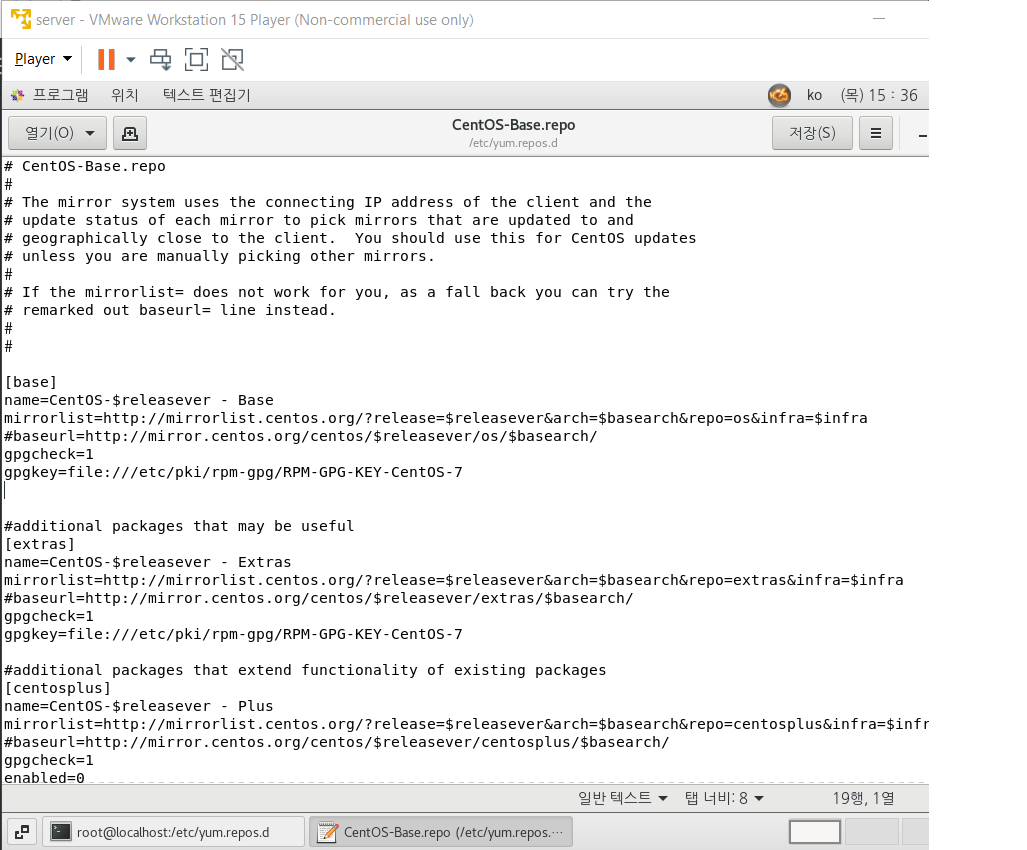 server - VMware Workstation 15 Player (Non-commercial use only)
Player
프로그램 위치 텍스트 편집기 ko (목) 15 : 36
열기(O) CentOS-Base.repo 저장(S)
/etc/yum.repos.d
# CentOS-Base.repo
#
# The mirror system uses the connecting IP address of the client and the
# update status of each mirror to pick mirrors that are updated to and
# geographically close to the client.  You should use this for CentOS updates
# unless you are manually picking other mirrors.
#
# If the mirrorlist= does not work for you, as a fall back you can try the
# remarked out baseurl= line instead.
#
#
[base]
name=CentOS-$releasever - Base
mirrorlist=http://mirrorlist.centos.org/?release=$releasever&arch=$basearch&repo=os&infra=$infra
#baseurl=http://mirror.centos.org/centos/$releasever/os/$basearch/
gpgcheck=1
gpgkey=file:///etc/pki/rpm-gpg/RPM-GPG-KEY-CentOS-7
#additional packages that may be useful
[extras]
name=CentOS-$releasever - Extras
mirrorlist=http://mirrorlist.centos.org/?release=$releasever&arch=$basearch&repo=extras&infra=$infra
#baseurl=http://mirror.centos.org/centos/$releasever/extras/$basearch/
gpgcheck=1
gpgkey=file:///etc/pki/rpm-gpg/RPM-GPG-KEY-CentOS-7
#additional packages that extend functionality of existing packages
[centosplus]
name=CentOS-$releasever - Plus
mirrorlist=http://mirrorlist.centos.org/?release=$releasever&arch=$basearch&repo=centosplus&infra=$infr
#baseurl=http://mirror.centos.org/centos/$releasever/centosplus/$basearch/
gpgcheck=1
enabled=0
일반 텍스트 탭 너비: 8 19행, 1열
root@localhost:/etc/yum.repos.d CentOS-Base.repo (/etc/yum.repos.···